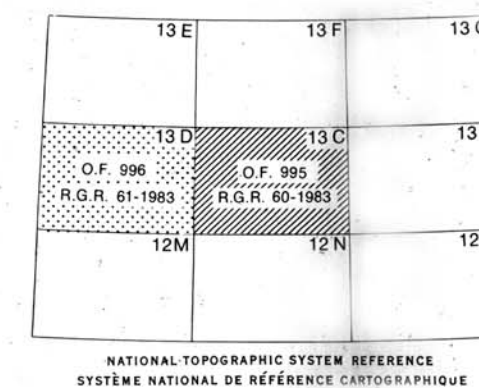 13 E
13 F
13 D
13 C
13
O.F. 996
O.F. 995
R.G.R. 61-1983
R.G.R. 60-1983
12M
12 N
12
NATIONAL TOPOGRAPHIC SYSTEM REFERENCE
SYSTÈME NATIONAL DE RÉFÉRENCE CARTOGRAPHIQUE